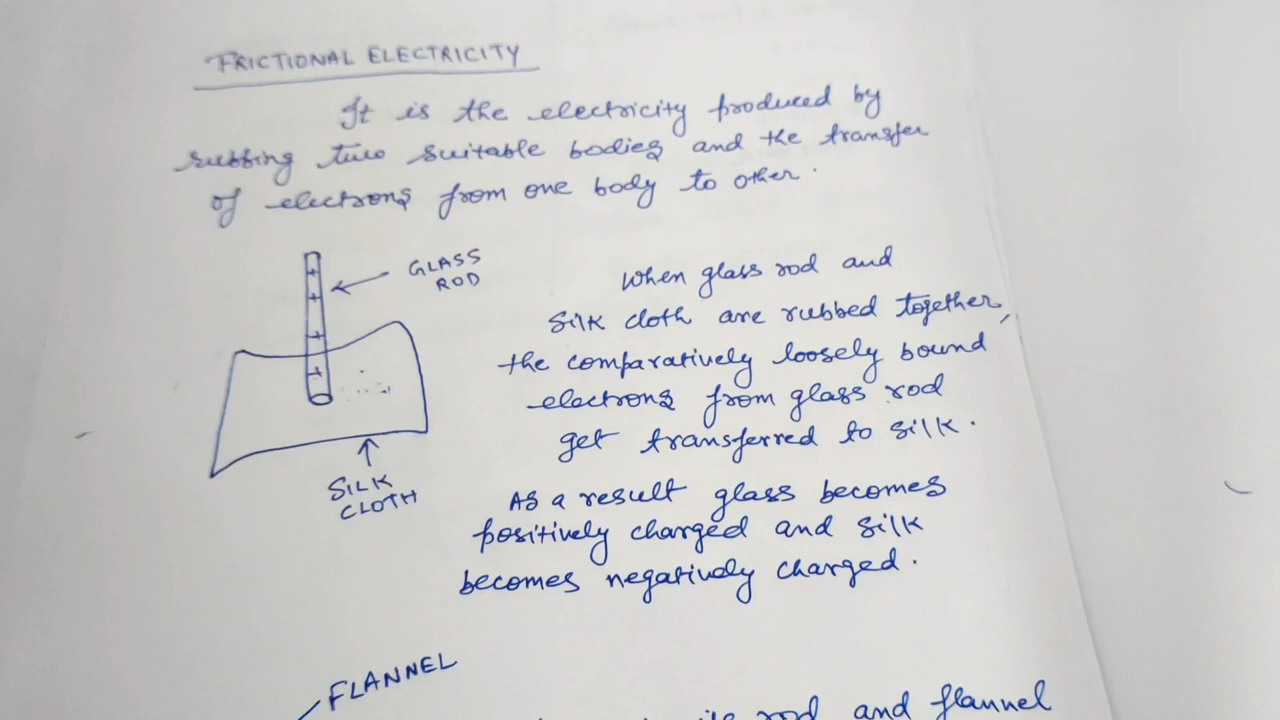 FRICTIONAL ELECTRICITY
It is the electricity produced by
rubbing two suitable bodies and the transfer
of electrons from one body to other.
GLASS
ROD
+
+
+
+
SILK
CLOTH
When glass rod and
silk cloth are rubbed together,
the comparatively loosely bound
electrons from glass rod
get transferred to silk.
As a result glass becomes
positively charged and silk
becomes negatively charged.
FLANNEL
rod and flannel